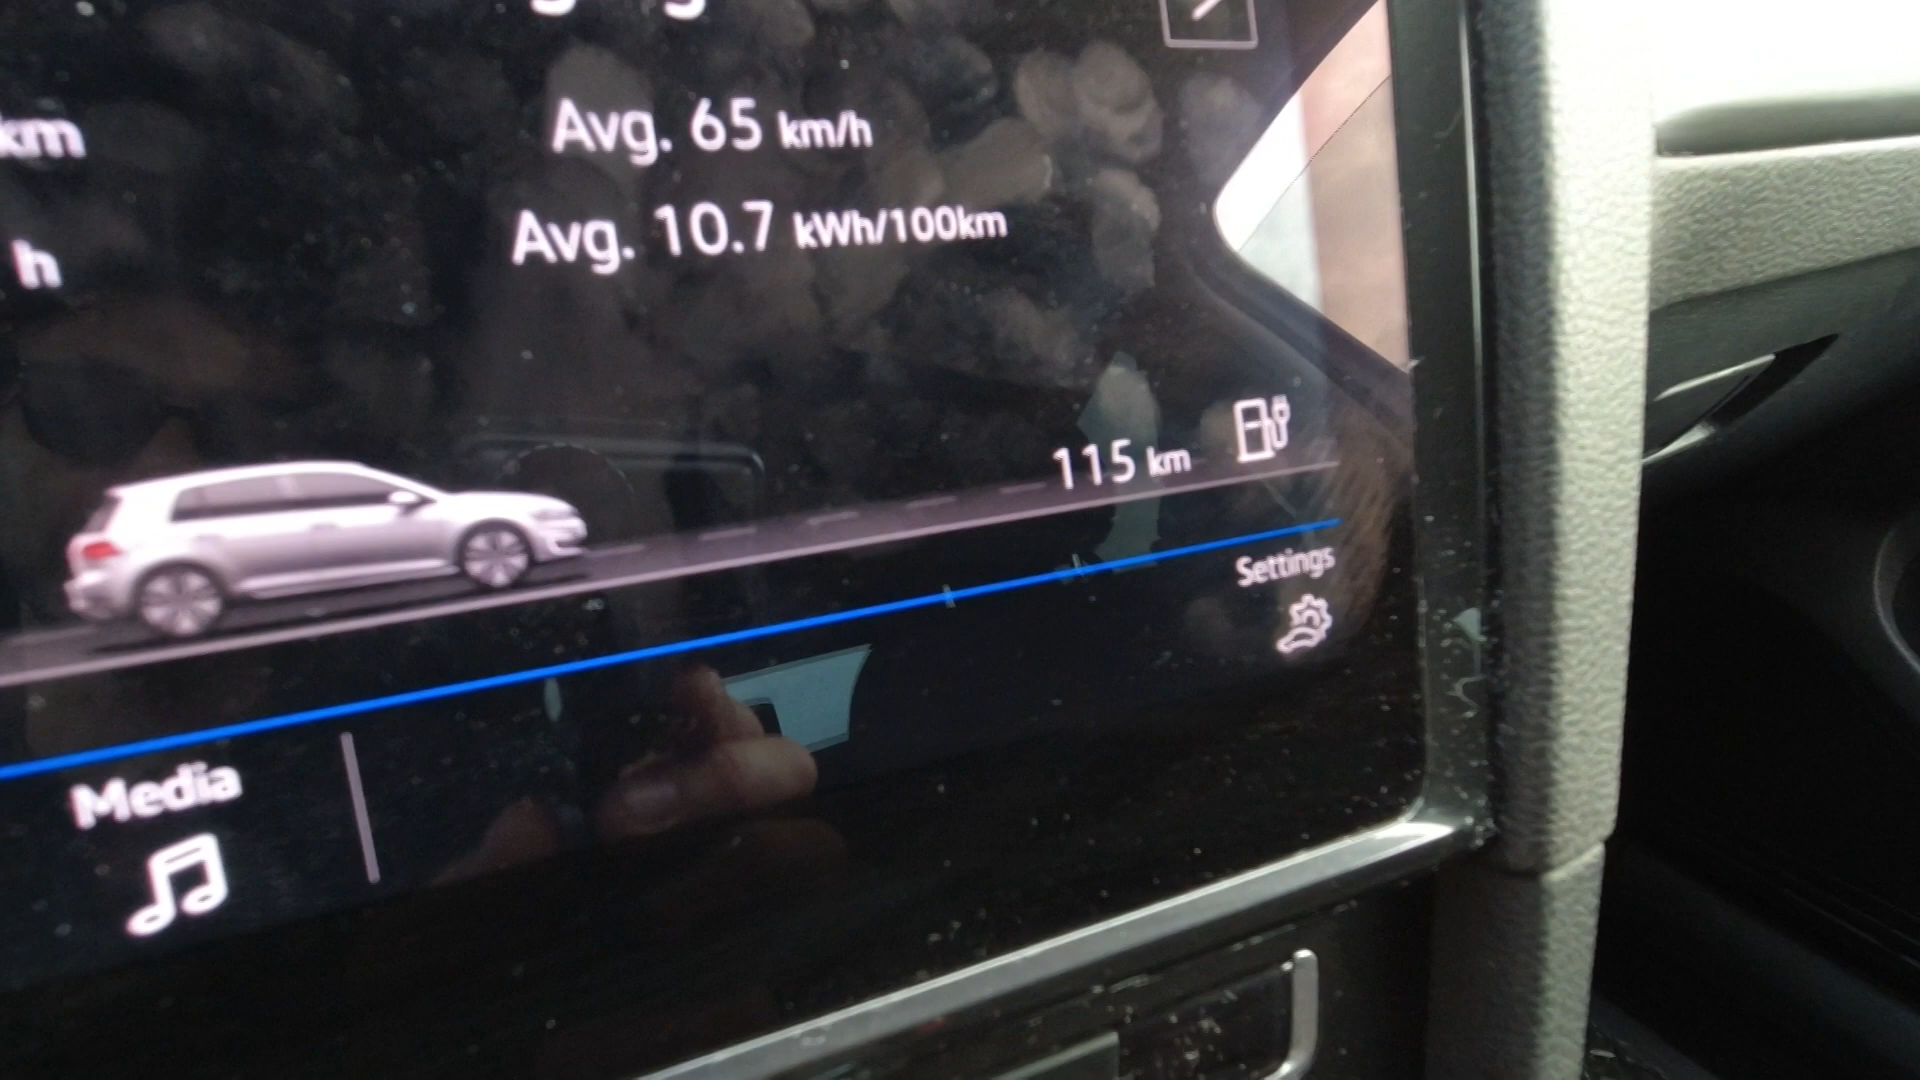 km
Avg. 65 km/h
h
Avg. 10.7 kWh/100km
115 km
Settings
Media